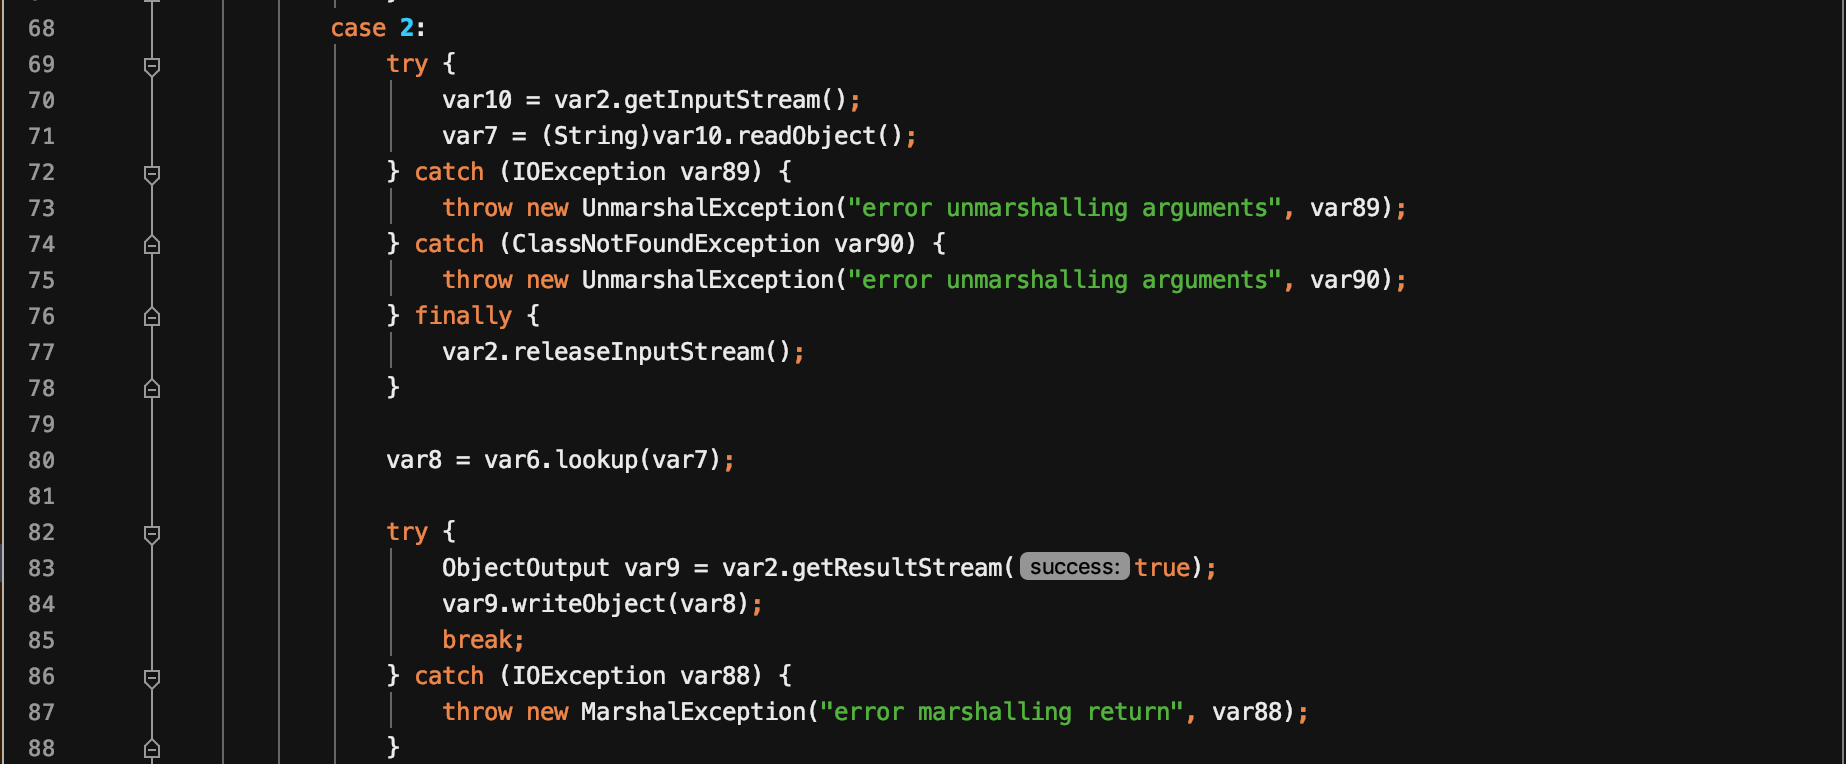 68 case 2:
69 try {
70 var10 = var2.getInputStream();
71 var7 = (String)var10.readObject();
72 } catch (IOException var89) {
73 throw new UnmarshalException("error unmarshalling arguments", var89);
74 } catch (ClassNotFoundException var90) {
75 throw new UnmarshalException("error unmarshalling arguments", var90);
76 } finally {
77 var2.releaseInputStream();
78 }
79
80 var8 = var6.lookup(var7);
81
82 try {
83 ObjectOutput var9 = var2.getResultStream( success: true);
84 var9.writeObject(var8);
85 break;
86 } catch (IOException var88) {
87 throw new MarshalException("error marshalling return", var88);
88 }